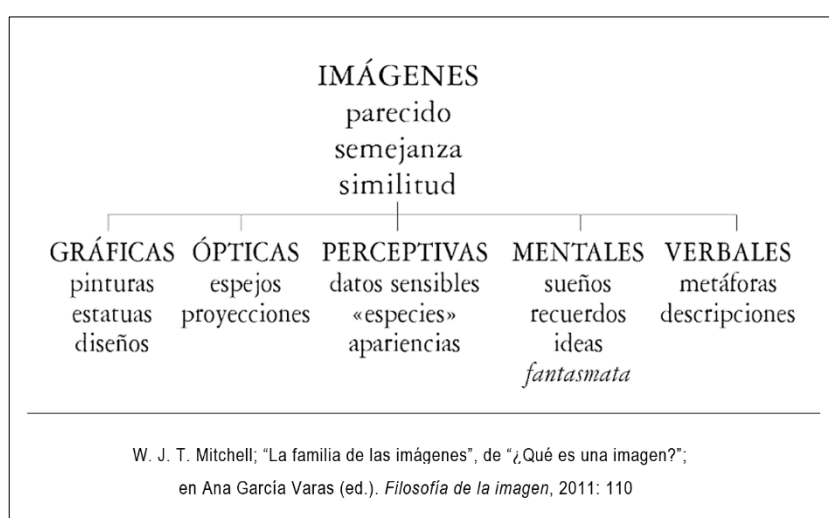 IMÁGENES
parecido
semejanza
similitud
GRÁFICAS ÓPTICAS PERCEPTIVAS MENTALES VERBALES
pinturas espejos datos sensibles sueños metáforas
estatuas proyecciones «especies» recuerdos descripciones
diseños apariencias ideas
fantasmata
W. J. T. Mitchell; “La familia de las imágenes”, de “¿Qué es una imagen?”;
en Ana García Varas (ed.). Filosofía de la imagen, 2011: 110